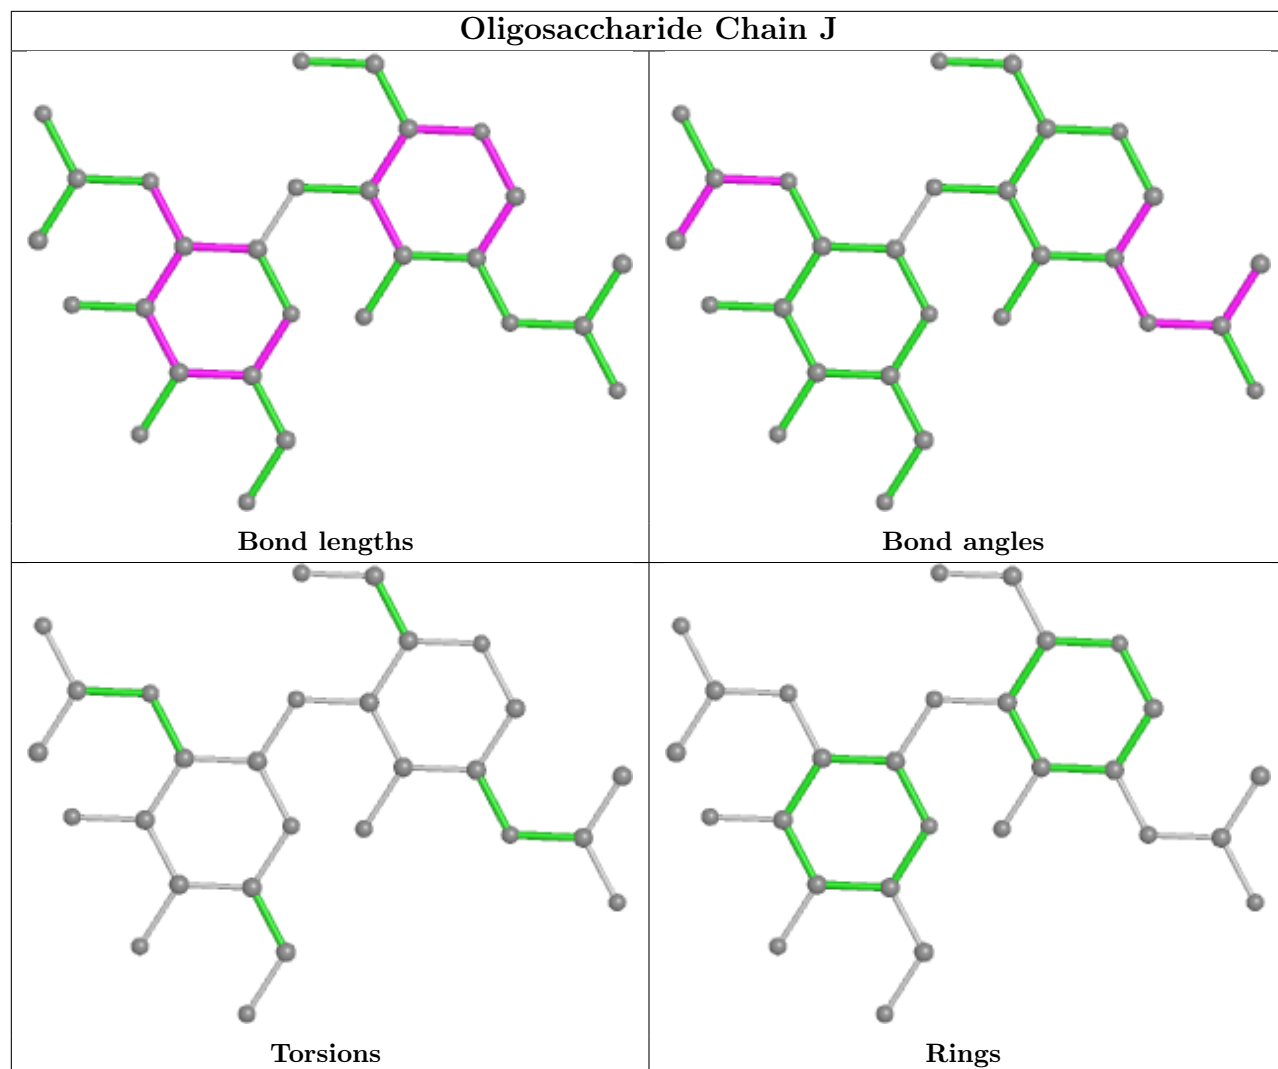 Oligosaccharide Chain J
Bond lengths
Bond angles
Torsions
Rings